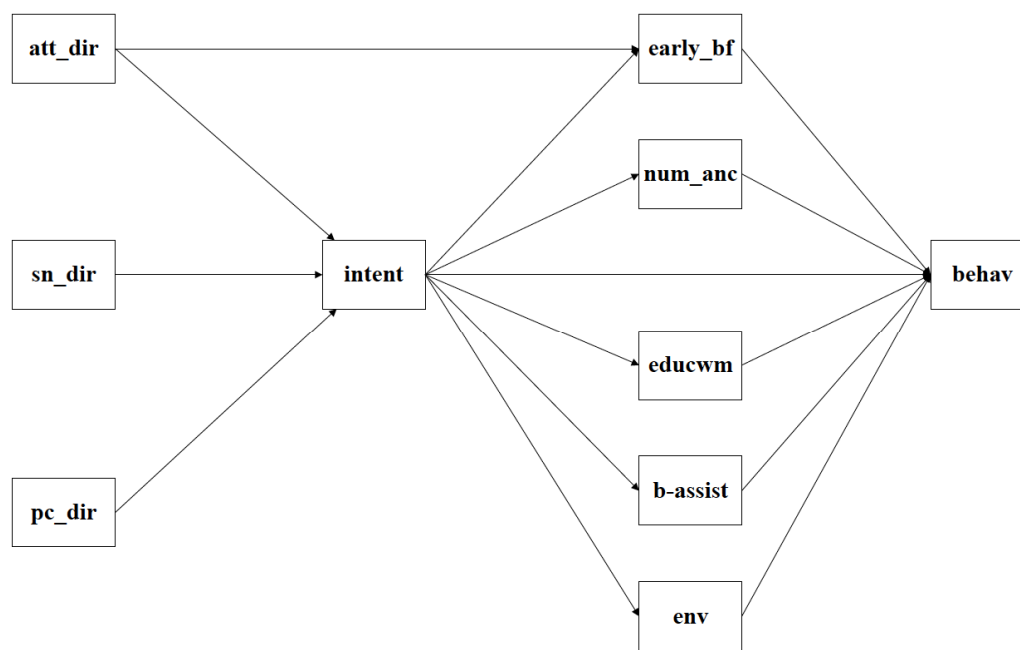 att_dir
early_bf
num_anc
sn_dir
intent
behav
educwm
b-assist
pc_dir
env